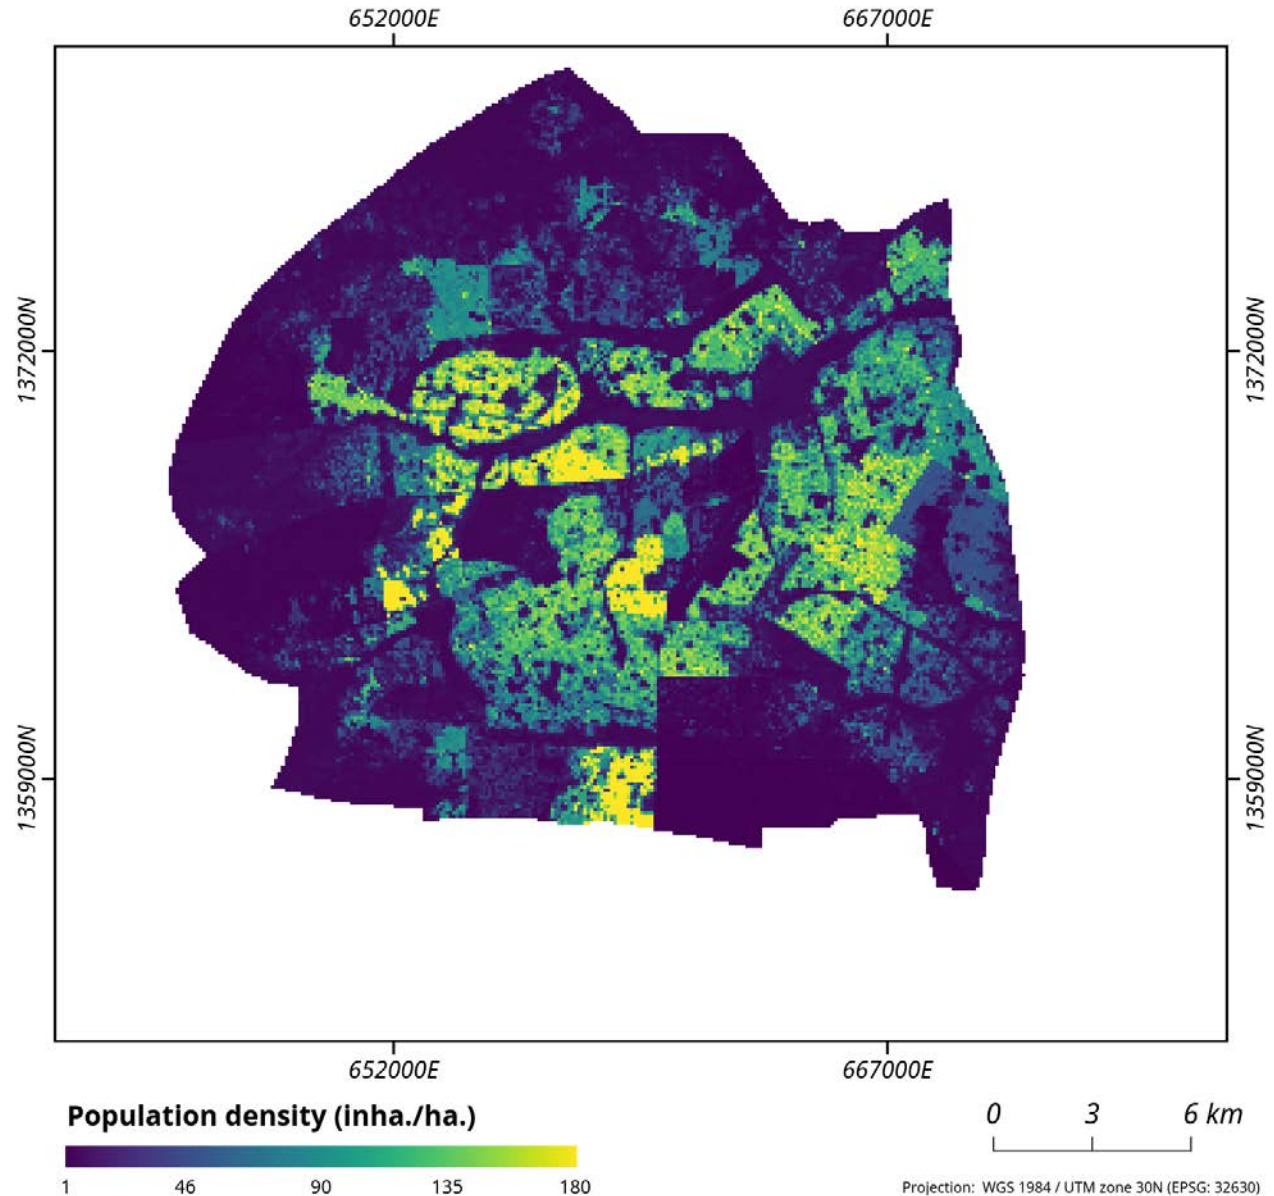 652000E 667000E
1372000N 1372000N
1359000N 1359000N
652000E 667000E
Population density (inha./ha.)
1 46 90 135 180
0 3 6 km
Projection: WGS 1984 / UTM zone 30N (EPSG: 32630)